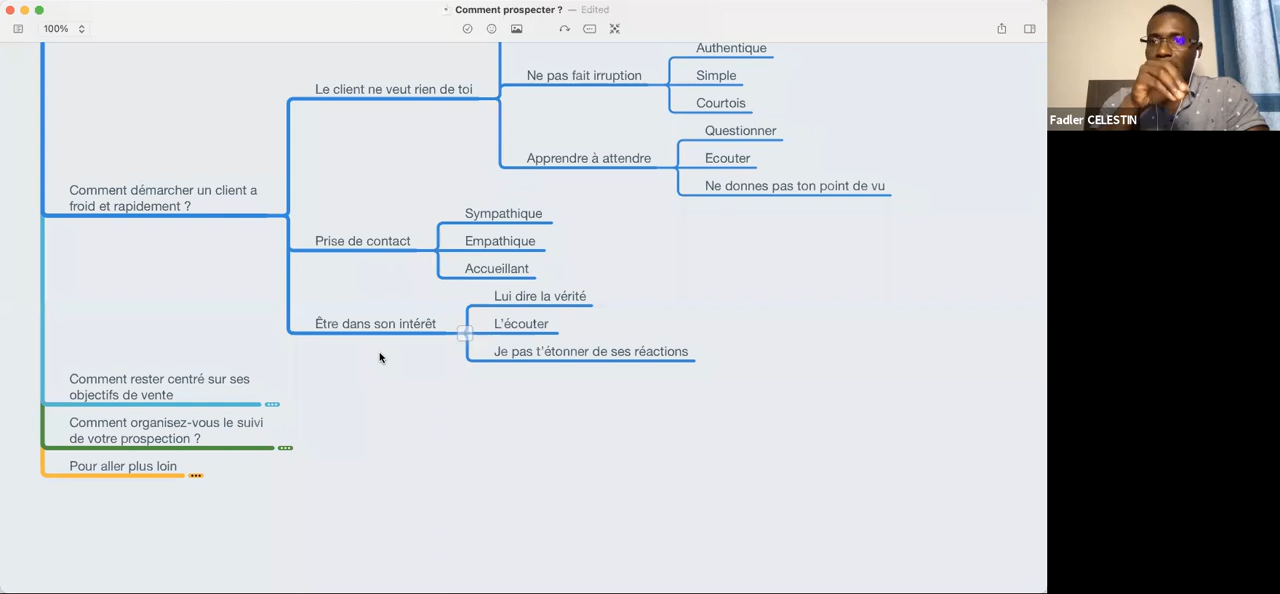 Comment prospecter ? — Edited
100%
Authentique
Ne pas fait irruption
Simple
Le client ne veut rien de toi
Courtois
Questionner
Apprendre à attendre
Ecouter
Ne donnes pas ton point de vu
Comment démarcher un client a
froid et rapidement ?
Sympathique
Prise de contact
Empathique
Accueillant
Lui dire la vérité
Être dans son intérêt
L'écouter
Je pas t'étonner de ses réactions
Comment rester centré sur ses
objectifs de vente
Comment organisez-vous le suivi
de votre prospection ?
Pour aller plus loin
Fadler CELESTIN